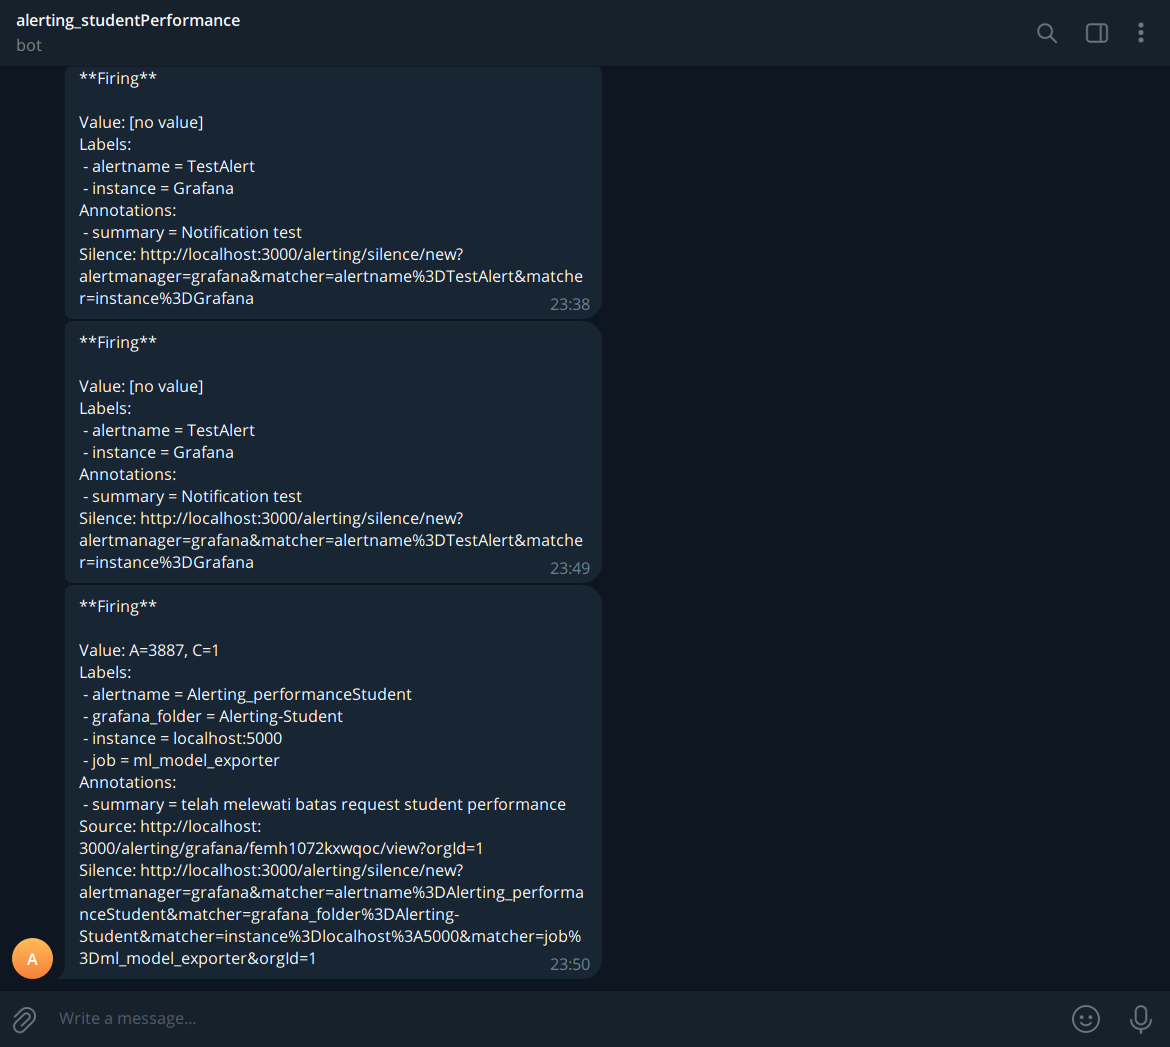 alerting_studentPerformance
bot
**Firing**
Value: [no value]
Labels:
- alertname = TestAlert
- instance = Grafana
Annotations:
- summary = Notification test
Silence: http://localhost:3000/alerting/silence/new?
alertmanager=grafana&matcher=alertname%3DTestAlert&matche
r=instance%3DGrafana
23:38
**Firing**
Value: [no value]
Labels:
- alertname = TestAlert
- instance = Grafana
Annotations:
- summary = Notification test
Silence: http://localhost:3000/alerting/silence/new?
alertmanager=grafana&matcher=alertname%3DTestAlert&matche
r=instance%3DGrafana
23:49
**Firing**
Value: A=3887, C=1
Labels:
- alertname = Alerting_performanceStudent
- grafana_folder = Alerting-Student
- instance = localhost:5000
- job = ml_model_exporter
Annotations:
- summary = telah melewati batas request student performance
Source: http://localhost:
3000/alerting/grafana/femh1072kxwqoc/view?orgId=1
Silence: http://localhost:3000/alerting/silence/new?
alertmanager=grafana&matcher=alertname%3DAlerting_performa
nceStudent&matcher=grafana_folder%3DAlerting-
Student&matcher=instance%3Dlocalhost%3A5000&matcher=job%
3Dml_model_exporter&orgId=1
23:50
A
Write a message...